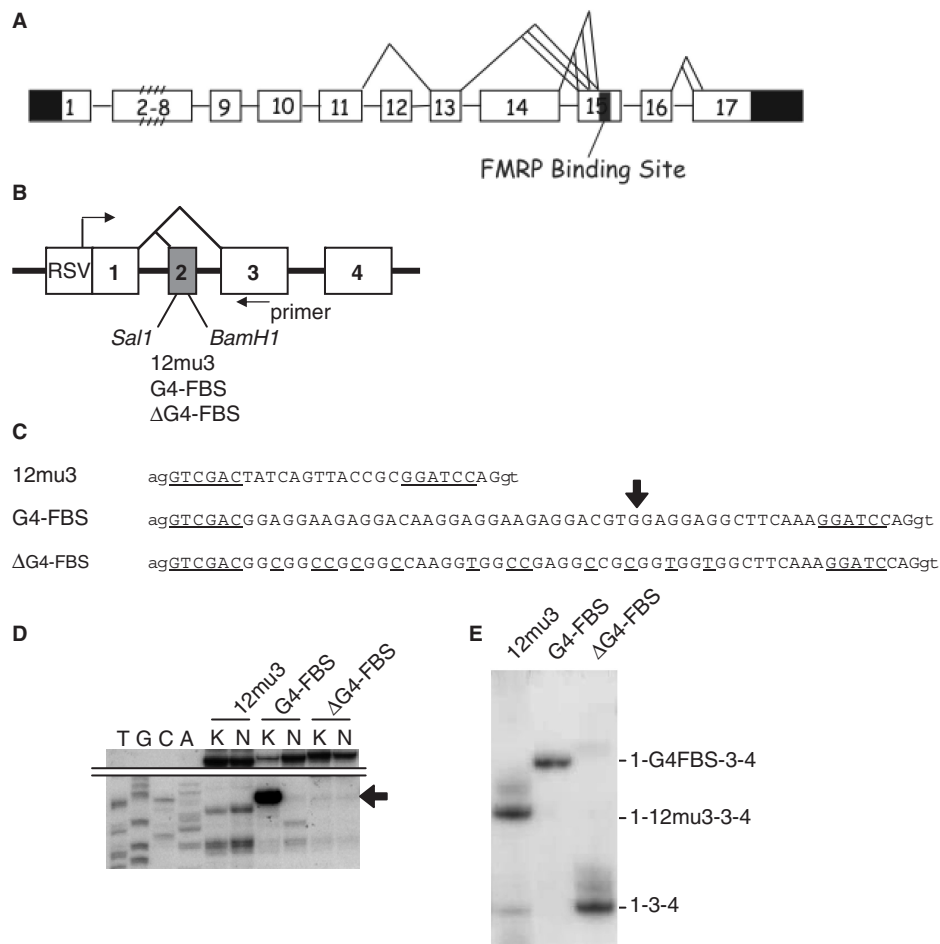 A
1 2-8 9 10 11 12 13 14 15 16 17
FMRP Binding Site
B
RSV 1 2 3 4
primer
Sal1 BamH1
12mu3
G4-FBS
ΔG4-FBS
C
12mu3 agGTCGACTATCAGTTACCGCGGATCCAGgt
G4-FBS agGTCGACGGAGGAAGAGGACAAGGAGGAAGAGGACGTGGAGGAGGCTTCAAAGGATCCAGgt
ΔG4-FBS agGTCGACGGCGGCCGCGGCCAAGGTGGCCGAGGCCGCGGTGGTGGCTTCAAAGGATCCAGgt
D
12mu3 G4-FBS ΔG4-FBS
T G C A K N K N K N
E
12mu3 G4-FBS ΔG4-FBS
1-G4FBS-3-4
1-12mu3-3-4
1-3-4